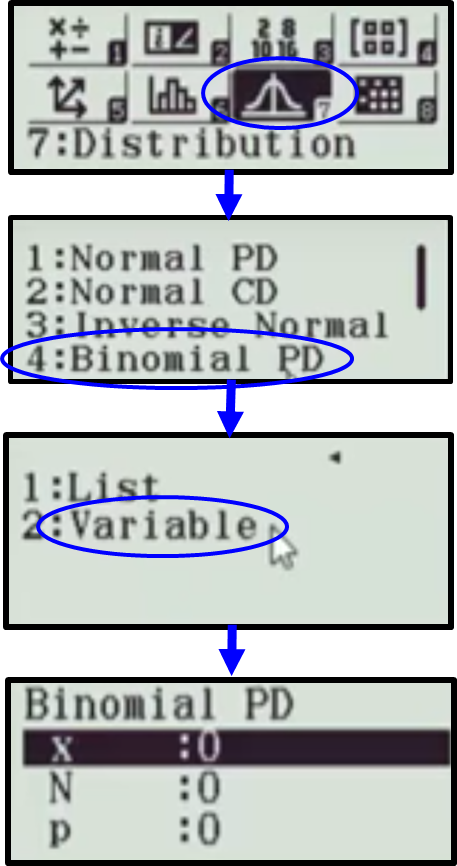 ×÷ 1 i∠ 2 2 8 3 4
+− 10 16
5 6 7 8
7:Distribution
1:Normal PD
2:Normal CD
3:Inverse Normal
4:Binomial PD
1:List
2:Variable
Binomial PD
x :0
N :0
p :0